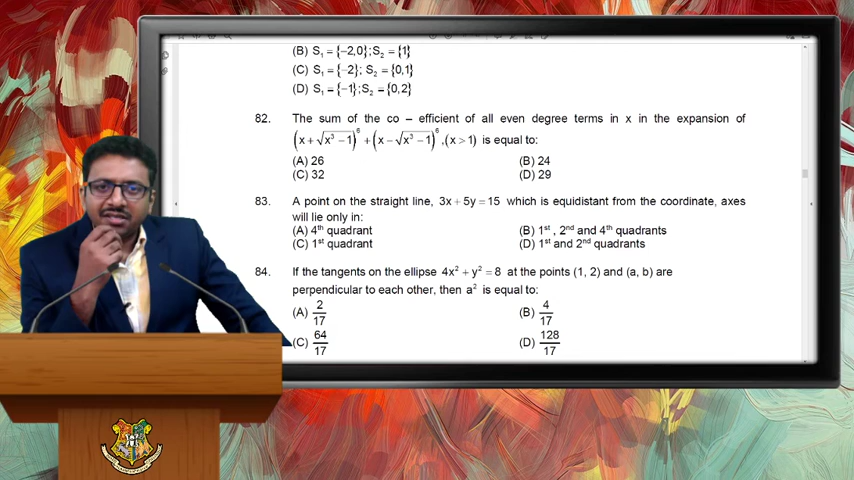 (B) S₁ = {–2,0};S₂ = {1}
(C) S₁ = {–2}; S₂ = {0,1}
(D) S₁ = {–1};S₂ = {0,2}
82. The sum of the co – efficient of all even degree terms in x in the expansion of
(x + √(x³ – 1))⁶ + (x – √(x³ – 1))⁶ ,(x > 1) is equal to:
(A) 26 (B) 24
(C) 32 (D) 29
83. A point on the straight line, 3x + 5y = 15 which is equidistant from the coordinate, axes
will lie only in:
(A) 4th quadrant (B) 1st , 2nd and 4th quadrants
(C) 1st quadrant (D) 1st and 2nd quadrants
84. If the tangents on the ellipse 4x² + y² = 8 at the points (1, 2) and (a, b) are
perpendicular to each other, then a² is equal to:
(A) 2/17 (B) 4/17
(C) 64/17 (D) 128/17